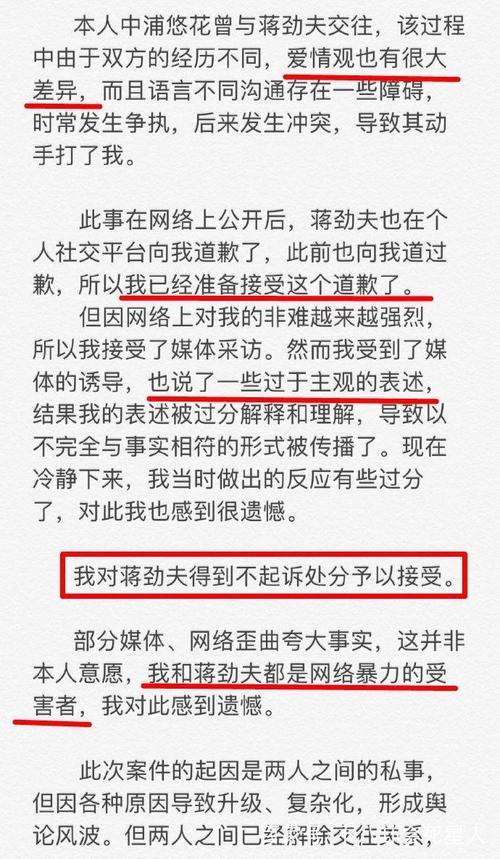 本人中浦悠花曾与蒋劲夫交往，该过程
中由于双方的经历不同，爱情观也有很大
差异，而且语言不同沟通存在一些障碍，
时常发生争执，后来发生冲突，导致其动
手打了我。
此事在网络上公开后，蒋劲夫也在个
人社交平台向我道歉了，此前也向我道过
歉，所以我已经准备接受这个道歉了。
但因网络上对我的非难越来越强烈，
所以我接受了媒体采访。然而我受到了媒
体的诱导，也说了一些过于主观的表述，
结果我的表述被过分解释和理解，导致以
不完全与事实相符的形式被传播了。现在
冷静下来，我当时做出的反应有些过分
了，对此我也感到很遗憾。
我对蒋劲夫得到不起诉处分予以接受。
部分媒体、网络歪曲夸大事实，这并非
本人意愿，我和蒋劲夫都是网络暴力的受
害者，我对此感到遗憾。
此次案件的起因是两人之间的私事，
但因各种原因导致升级、复杂化，形成舆
论风波。但两人之间已经解除交往关系，